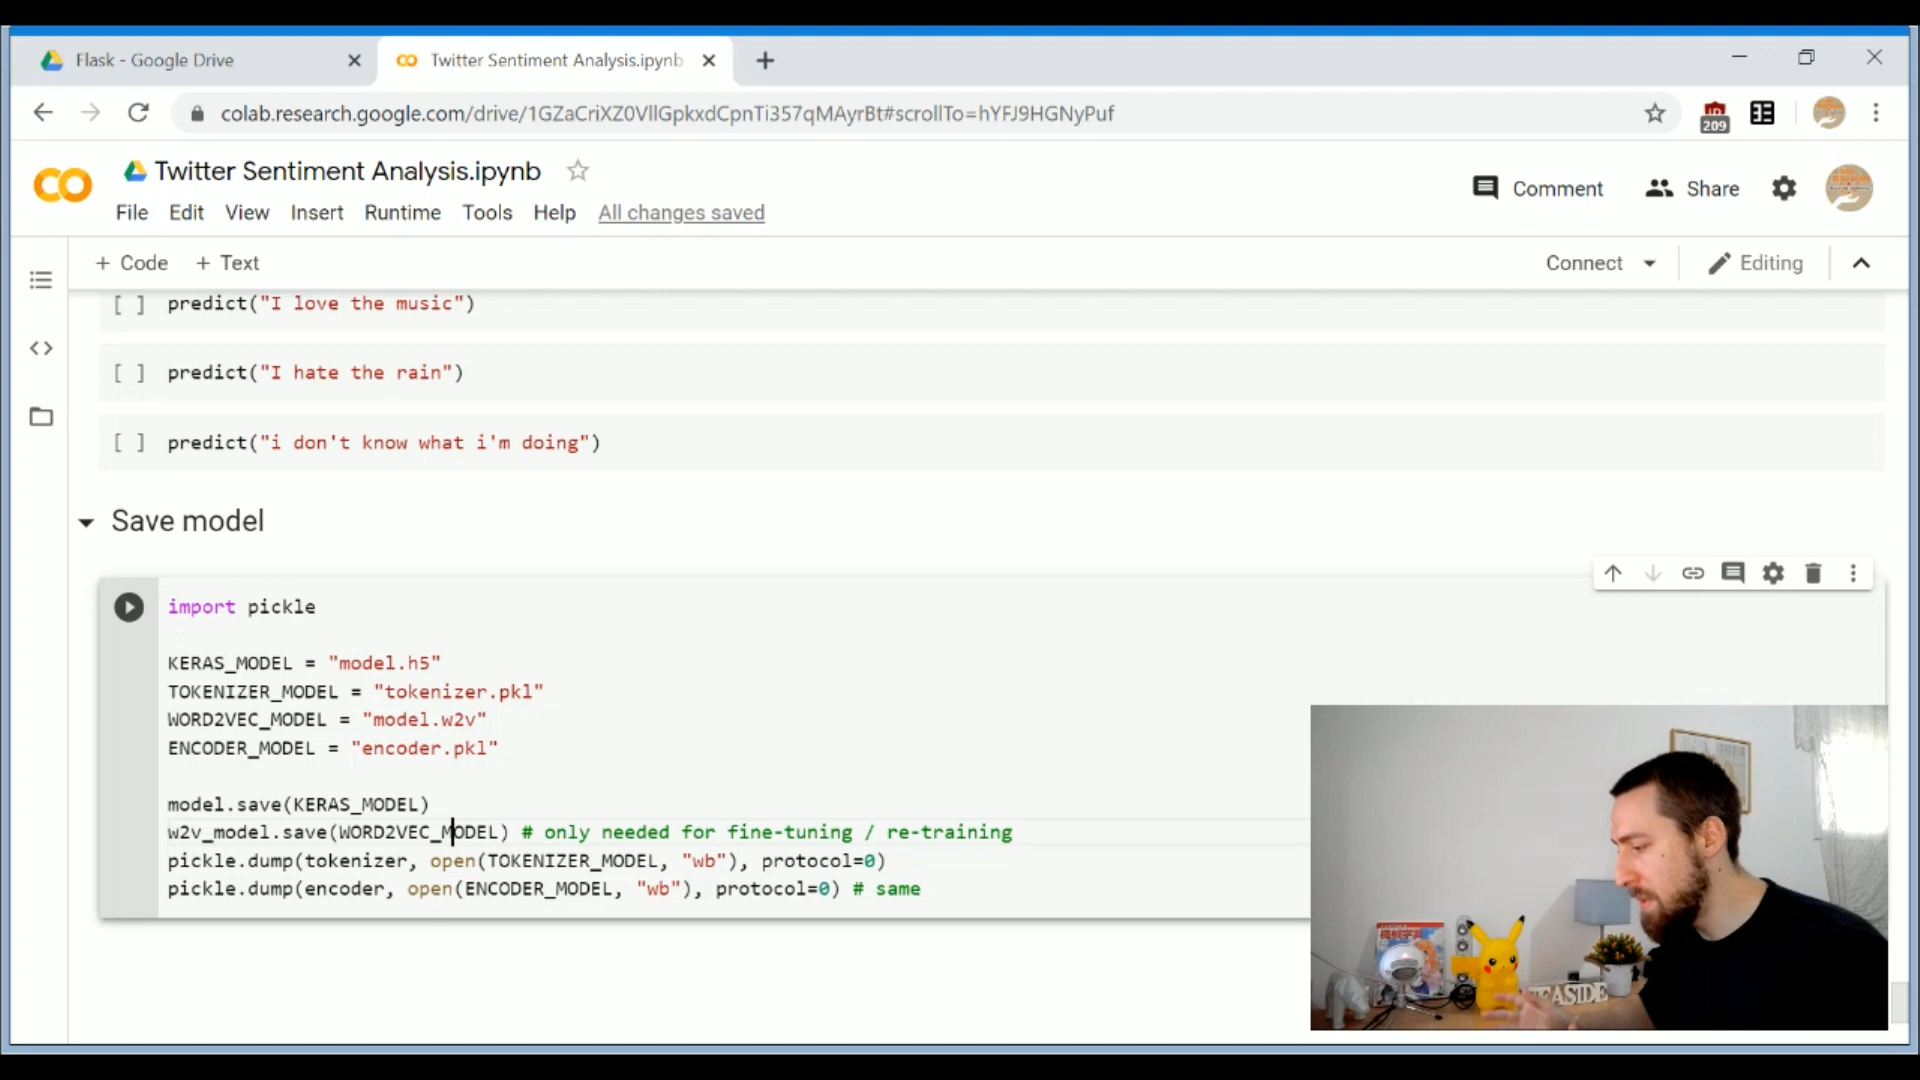 Flask - Google Drive
Twitter Sentiment Analysis.ipynb
colab.research.google.com/drive/1GZaCriXZ0VllGpkxdCpnTi357qMAyrBt#scrollTo=hYFJ9HGNyPuf
209
Twitter Sentiment Analysis.ipynb
Comment
Share
File Edit View Insert Runtime Tools Help All changes saved
+ Code + Text
Connect
Editing
[ ] predict("I love the music")
[ ] predict("I hate the rain")
[ ] predict("i don't know what i'm doing")
Save model
import pickle
KERAS_MODEL = "model.h5"
TOKENIZER_MODEL = "tokenizer.pkl"
WORD2VEC_MODEL = "model.w2v"
ENCODER_MODEL = "encoder.pkl"
model.save(KERAS_MODEL)
w2v_model.save(WORD2VEC_MODEL) # only needed for fine-tuning / re-training
pickle.dump(tokenizer, open(TOKENIZER_MODEL, "wb"), protocol=0)
pickle.dump(encoder, open(ENCODER_MODEL, "wb"), protocol=0) # same
EASIDE